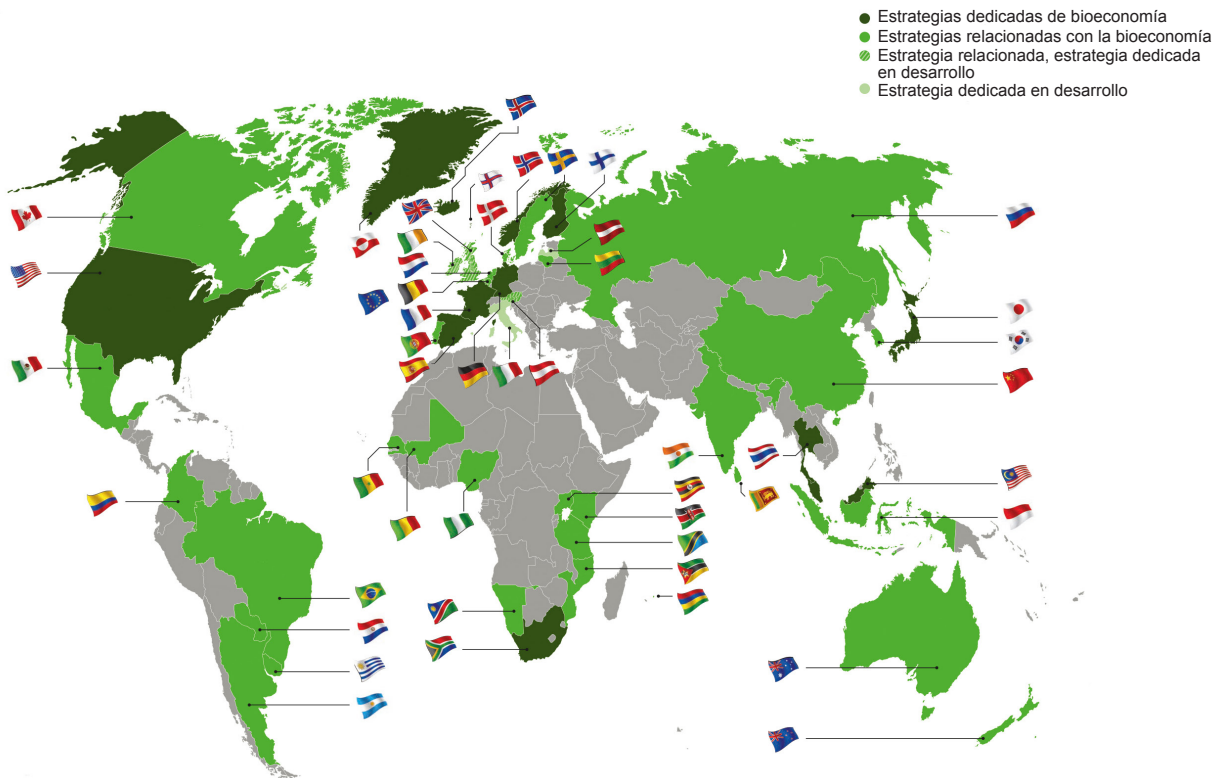 Estrategias dedicadas de bioeconomía
Estrategias relacionadas con la bioeconomía
Estrategia relacionada, estrategia dedicada
en desarrollo
Estrategia dedicada en desarrollo